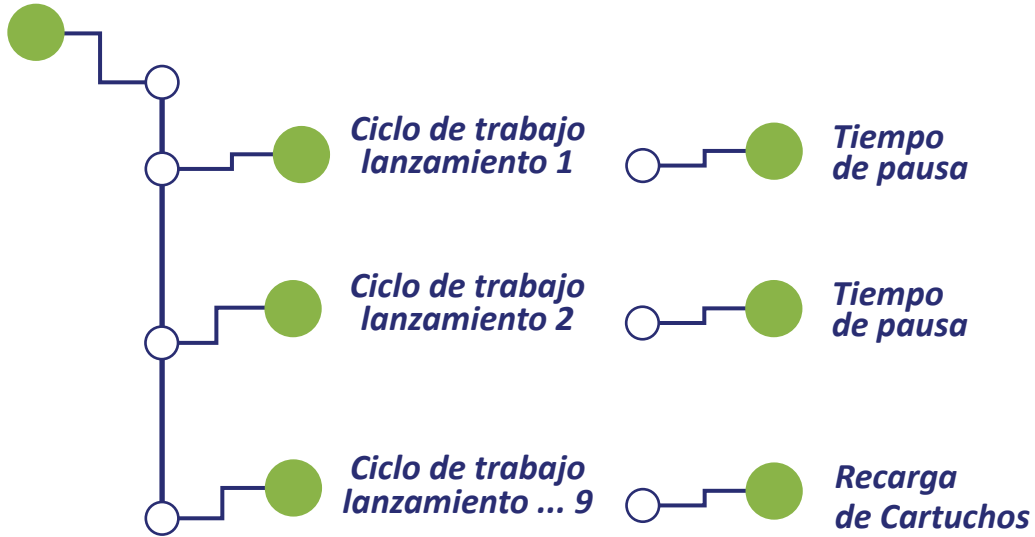 Ciclo de trabajo
lanzamiento 1
Tiempo
de pausa
Ciclo de trabajo
lanzamiento 2
Tiempo
de pausa
Ciclo de trabajo
lanzamiento ... 9
Recarga
de Cartuchos